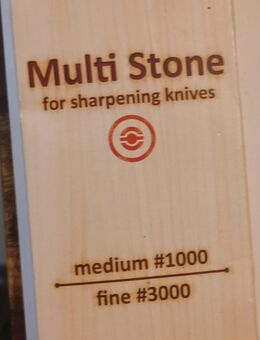 Multi Stone
for sharpening knives
medium #1000
fine #3000